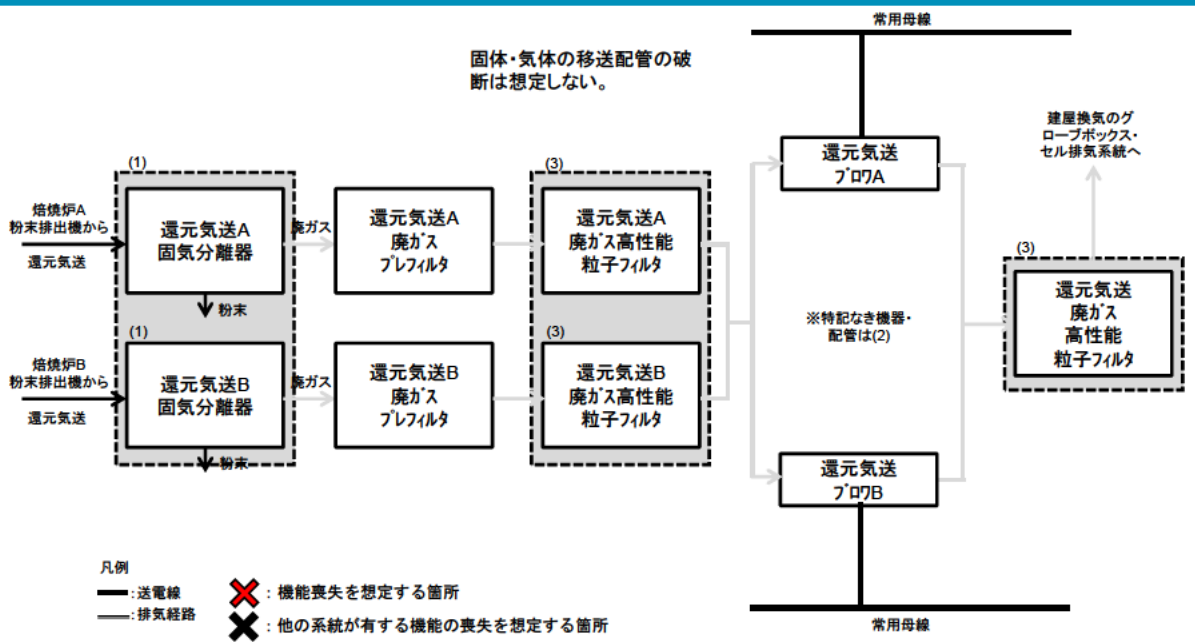 常用母線
固体・気体の移送配管の破
断は想定しない。
建屋換気のグ
ローブボックス・
セル排気系統へ
(1)
焙焼炉A
粉末排出機から
還元気送
還元気送A
固気分離器
粉末
廃ガス
還元気送A
廃ガス
プレフィルタ
(3)
還元気送A
廃ガス高性能
粒子フィルタ
還元気送
ブロワA
(3)
還元気送
廃ガス
高性能
粒子フィルタ
※特記なき機器・
配管は(2)
(1)
焙焼炉B
粉末排出機から
還元気送
還元気送B
固気分離器
粉末
廃ガス
還元気送B
廃ガス
プレフィルタ
(3)
還元気送B
廃ガス高性能
粒子フィルタ
還元気送
ブロワB
常用母線
凡例
:送電線
:排気経路
:機能喪失を想定する箇所
:他の系統が有する機能の喪失を想定する箇所